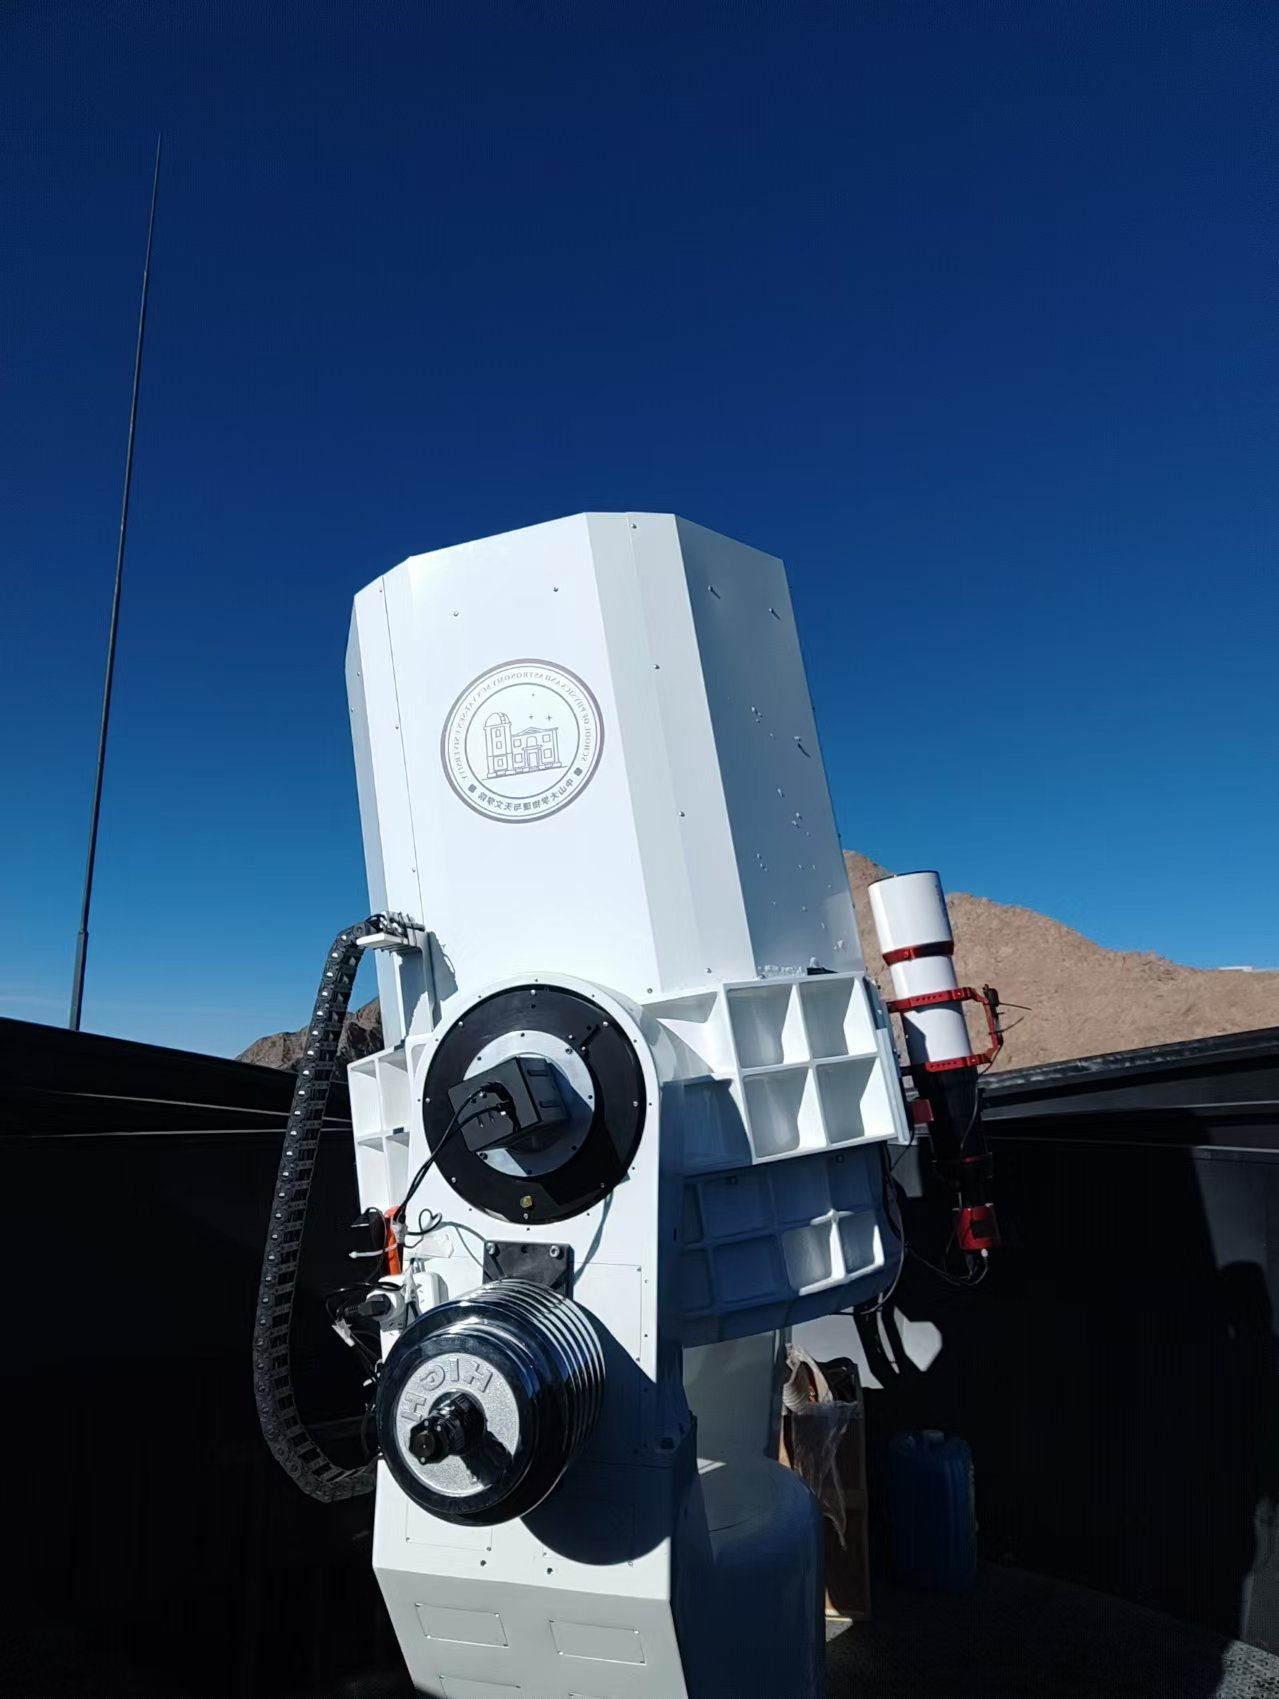 SCHOOL OF PHYSICS AND ASTRONOMY SUN YAT-SEN UNIVERSITY
中山大学物理与天文学院
HIGH